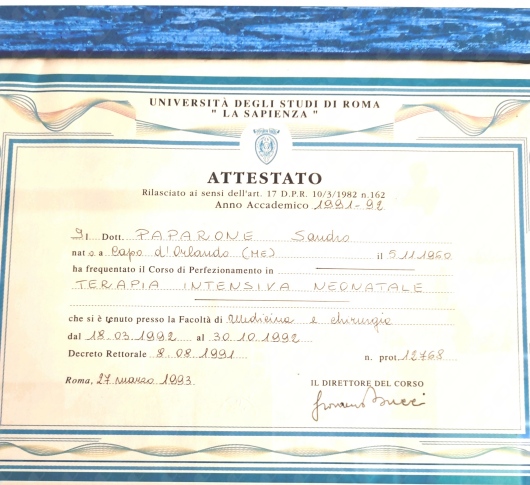 UNIVERSITÀ DEGLI STUDI DI ROMA
" LA SAPIENZA "
ATTESTATO
Rilasciato ai sensi dell'art. 17 D.P.R. 10/3/1982 n.162
Anno Accademico 1991-92
Il Dott. PAPARONE Sandro
nat o a Capo d'Orlando (ME) il 5.11.1950
ha frequentato il Corso di Perfezionamento in
TERAPIA INTENSIVA NEONATALE
che si è tenuto presso la Facoltà di Medicina e chirurgia
dal 18.03.1992 al 30.10.1992
Decreto Rettorale 8.08.1991 n. prot. 12768
Roma, 27 marzo 1993 IL DIRETTORE DEL CORSO
Bucci